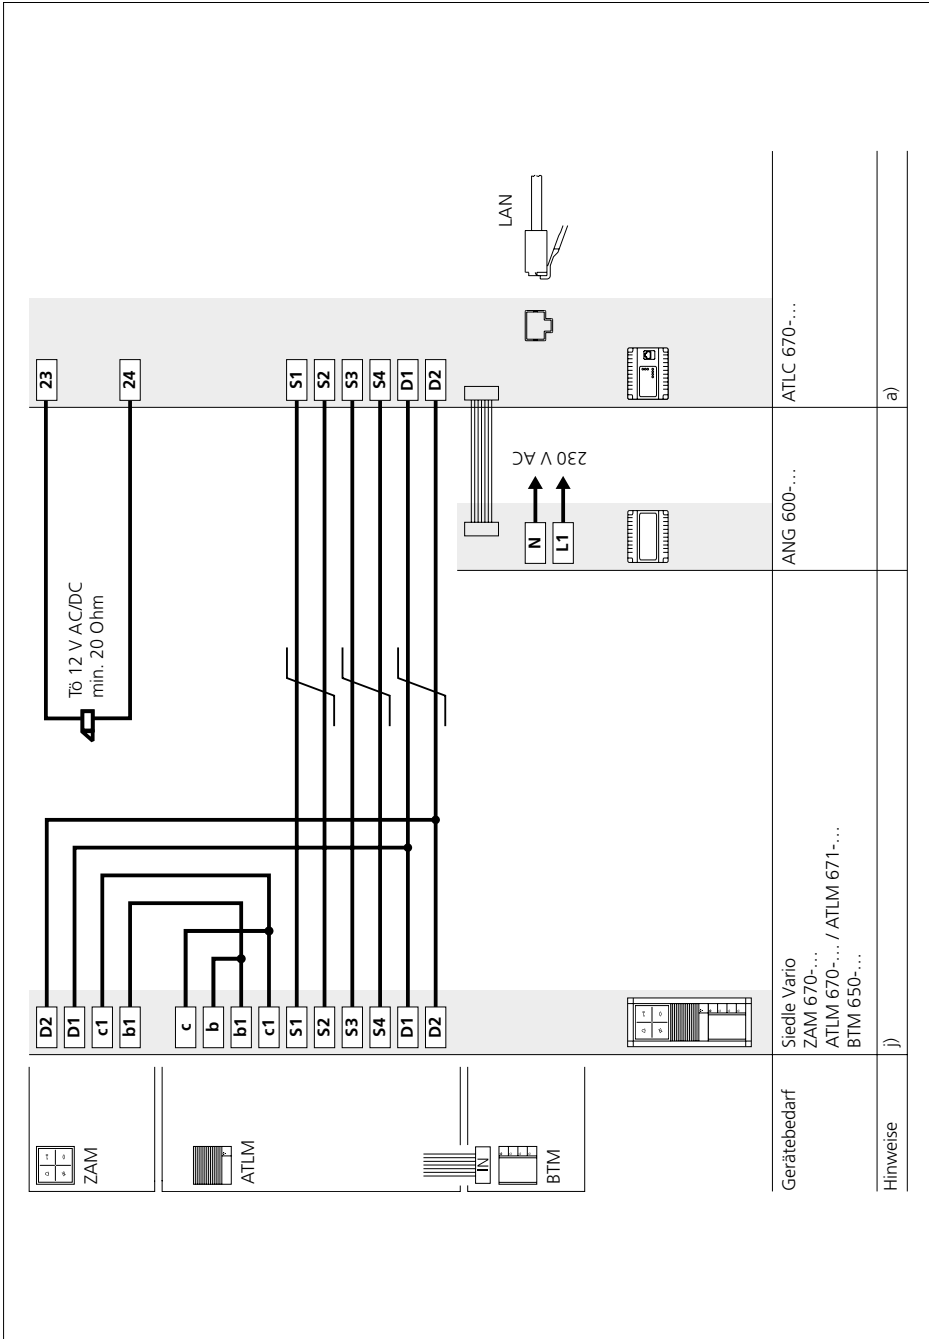 23
24
S1
S2
S3
S4
D1
D2
LAN
Tö 12 V AC/DC
min. 20 Ohm
N
L1
230 V AC
D2
D1
c1
b1
c
b
b1
c1
S1
S2
S3
S4
D1
D2
ZAM
ATLM
IN
BTM
Gerätebedarf
Siedle Vario
ZAM 670-…
ATLM 670-… / ATLM 671-…
BTM 650-…
ANG 600-…
ATLC 670-…
Hinweise
j)
a)